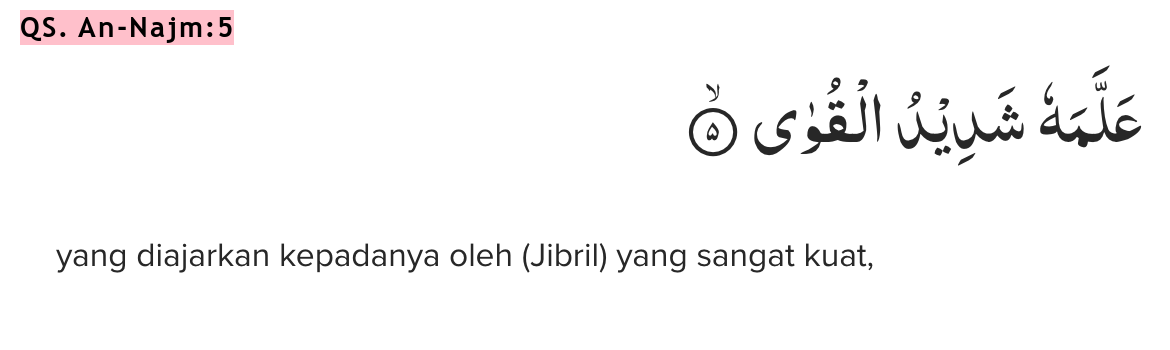 QS. An-Najm:5
عَلَّمَهٗ شَدِيْدُ الْقُوٰىۙ ٥
yang diajarkan kepadanya oleh (Jibril) yang sangat kuat,